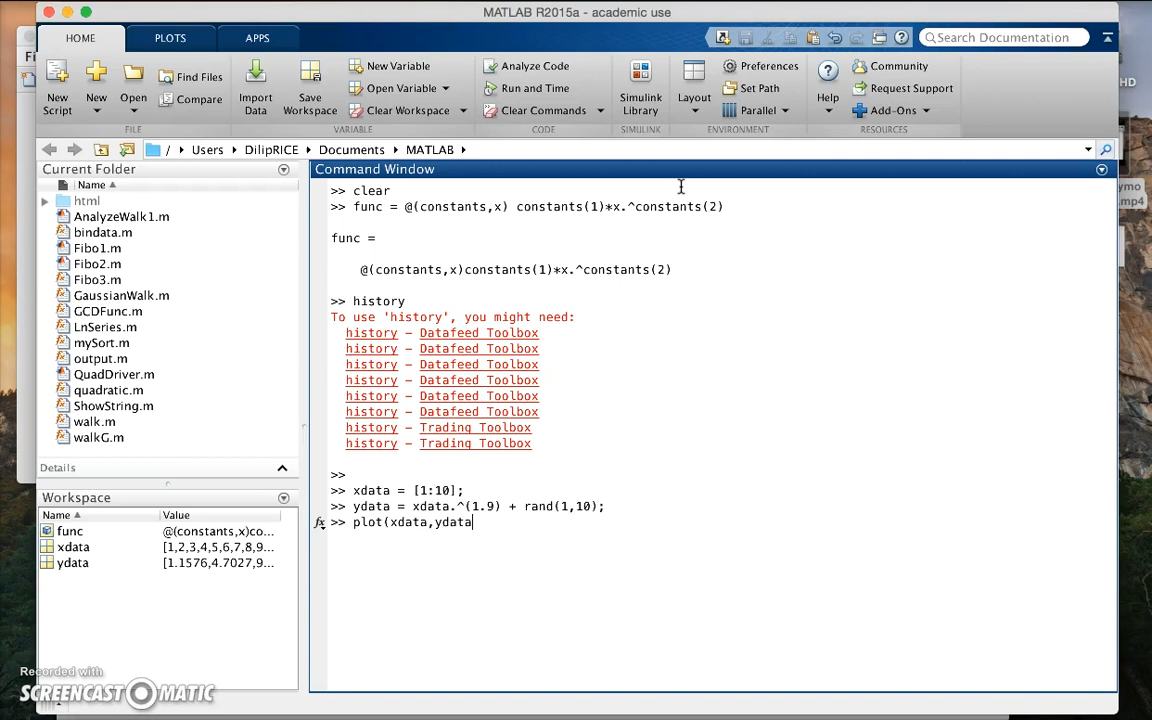 MATLAB R2015a - academic use
HOME PLOTS APPS
Search Documentation
New Script
New
Open
Find Files
Compare
FILE
Import Data
Save Workspace
New Variable
Open Variable
Clear Workspace
VARIABLE
Analyze Code
Run and Time
Clear Commands
CODE
Simulink Library
SIMULINK
Layout
Preferences
Set Path
Parallel
ENVIRONMENT
Help
Community
Request Support
Add-Ons
RESOURCES
/ Users DilipRICE Documents MATLAB
Current Folder
Name
html
AnalyzeWalk1.m
bindata.m
Fibo1.m
Fibo2.m
Fibo3.m
GaussianWalk.m
GCDFunc.m
LnSeries.m
mySort.m
output.m
QuadDriver.m
quadratic.m
ShowString.m
walk.m
walkG.m
Details
Workspace
Name Value
func @(constants,x)co...
xdata [1,2,3,4,5,6,7,8,9...
ydata [1.1576,4.7027,9...
Command Window
>> clear
>> func = @(constants,x) constants(1)*x.^constants(2)
func =
@(constants,x)constants(1)*x.^constants(2)
>> history
To use 'history', you might need:
history - Datafeed Toolbox
history - Datafeed Toolbox
history - Datafeed Toolbox
history - Datafeed Toolbox
history - Datafeed Toolbox
history - Datafeed Toolbox
history - Trading Toolbox
history - Trading Toolbox
>>
>> xdata = [1:10];
>> ydata = xdata.^(1.9) + rand(1,10);
fx >> plot(xdata,ydata
Recorded with
SCREENCAST MATIC
HD
ymo
.mp4